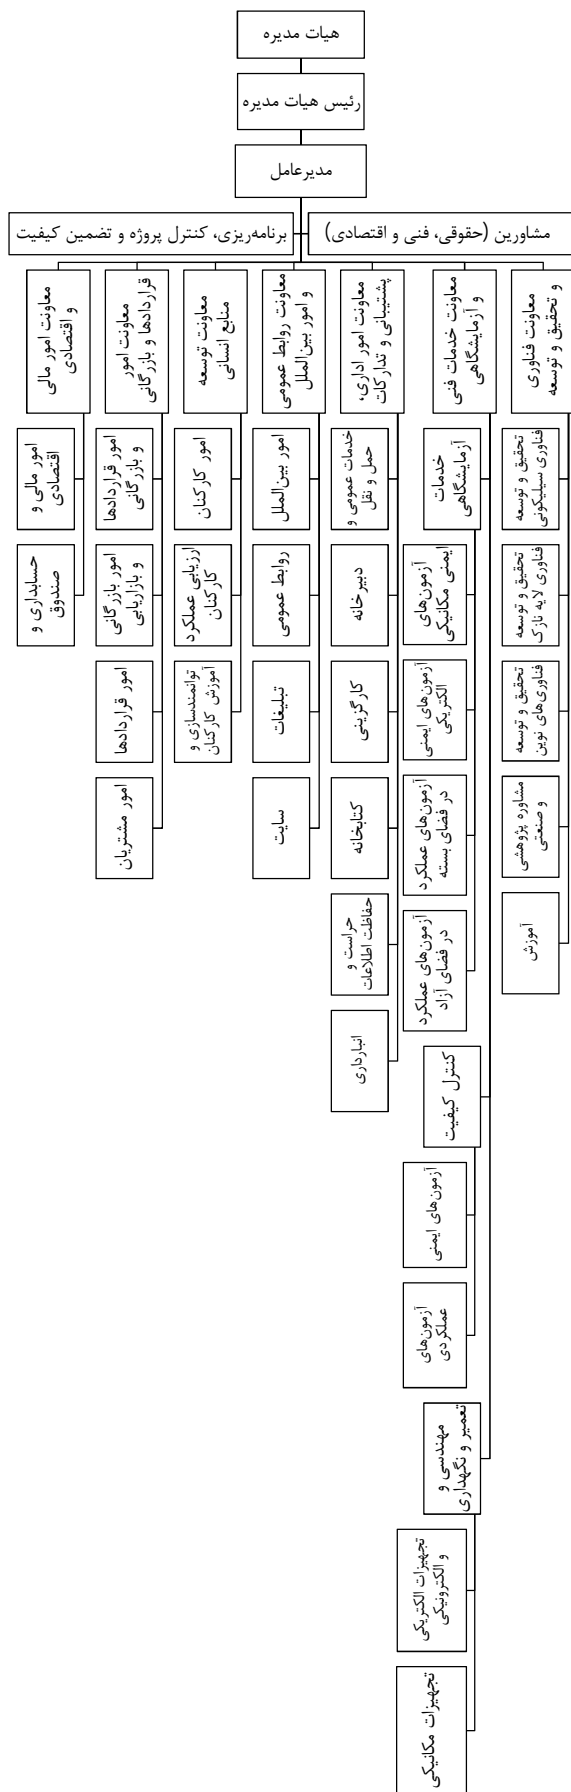 هیات مدیره
رئیس هیات مدیره
مدیرعامل
مشاورین (حقوقی، فنی و اقتصادی)
برنامه‌ریزی، کنترل پروژه و تضمین کیفیت
معاونت فناوری
و تحقیق و توسعه
تحقیق و توسعه
فناوری سیلیکونی
تحقیق و توسعه
فناوری لایه نازک
تحقیق و توسعه
فناوری‌های نوین
مشاوره پژوهشی
و صنعتی
آموزش
معاونت خدمات فنی
و آزمایشگاهی
خدمات
آزمایشگاهی
آزمون‌های
ایمنی مکانیکی
آزمون‌های ایمنی
الکتریکی
آزمون‌های عملکرد
در فضای بسته
آزمون‌های عملکرد
در فضای آزاد
کنترل کیفیت
آزمون‌های ایمنی
آزمون‌های
عملکردی
مهندسی و
تعمیر و نگهداری
تجهیزات الکتریکی
و الکترونیکی
تجهیزات مکانیکی
معاونت امور اداری،
پشتیبانی و تدارکات
خدمات عمومی و
حمل و نقل
دبیرخانه
کارگزینی
کتابخانه
حراست و
حفاظت اطلاعات
انبارداری
معاونت روابط عمومی
و امور بین‌الملل
امور بین‌الملل
روابط عمومی
تبلیغات
سایت
معاونت توسعه
منابع انسانی
امور کارکنان
ارزیابی عملکرد
کارکنان
توانمندسازی و
آموزش کارکنان
معاونت امور
قراردادها و بازرگانی
امور قراردادها
و بازرگانی
امور بازرگانی
و بازاریابی
امور قراردادها
امور مشتریان
معاونت امور مالی
و اقتصادی
امور مالی و
اقتصادی
حسابداری و
صندوق